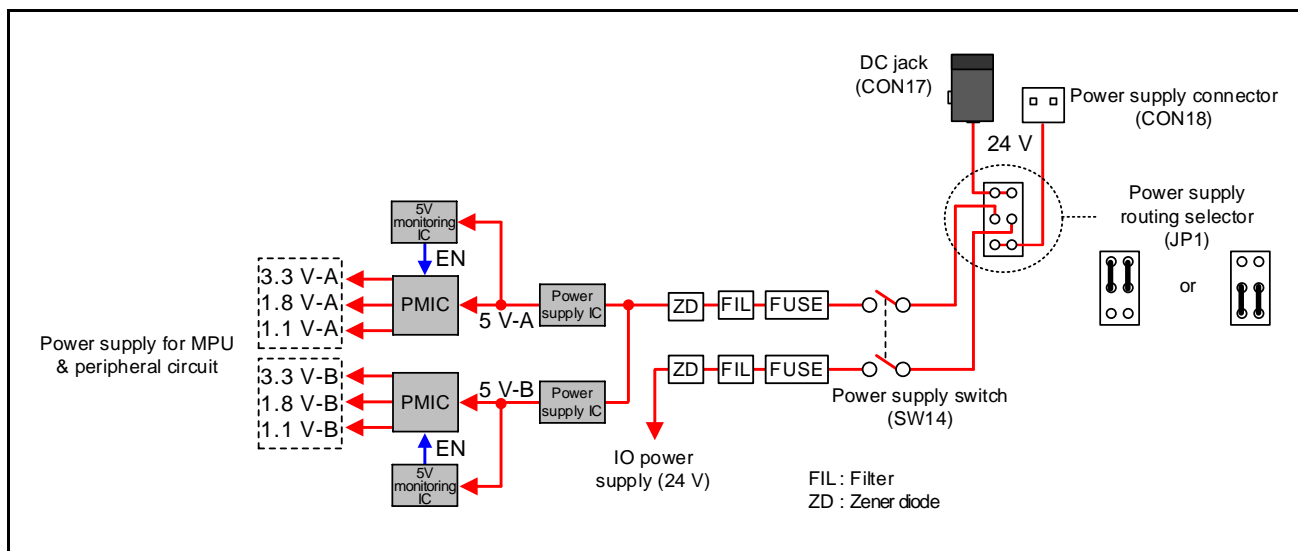 DC jack
(CON17)
Power supply connector
(CON18)
24 V
Power supply
routing selector
(JP1)
or
5V
monitoring
IC
EN
3.3 V-A
1.8 V-A
1.1 V-A
PMIC
5 V-A
Power
supply IC
ZD
FIL
FUSE
Power supply for MPU
& peripheral circuit
3.3 V-B
1.8 V-B
1.1 V-B
PMIC
5 V-B
Power
supply IC
ZD
FIL
FUSE
Power supply switch
(SW14)
EN
5V
monitoring
IC
IO power
supply (24 V)
FIL : Filter
ZD : Zener diode